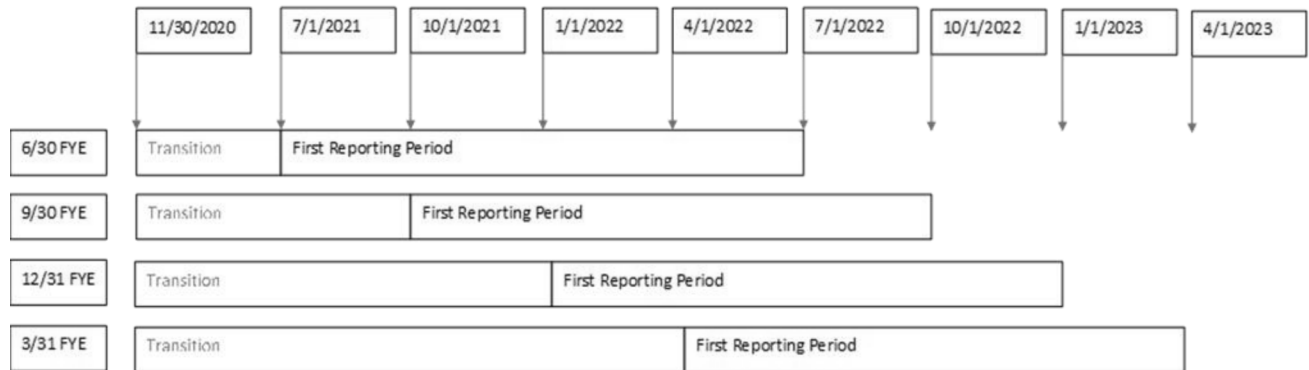 11/30/2020 7/1/2021 10/1/2021 1/1/2022 4/1/2022 7/1/2022 10/1/2022 1/1/2023 4/1/2023
6/30 FYE Transition First Reporting Period
9/30 FYE Transition First Reporting Period
12/31 FYE Transition First Reporting Period
3/31 FYE Transition First Reporting Period